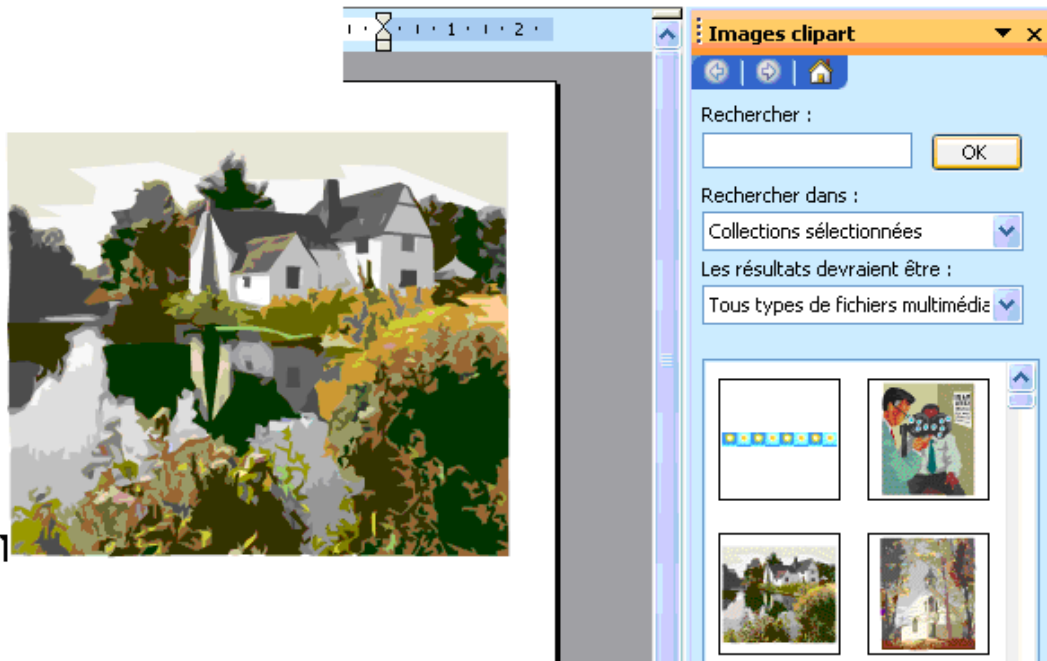 1 2
Images clipart
Rechercher :
OK
Rechercher dans :
Collections sélectionnées
Les résultats devraient être :
Tous types de fichiers multimédia